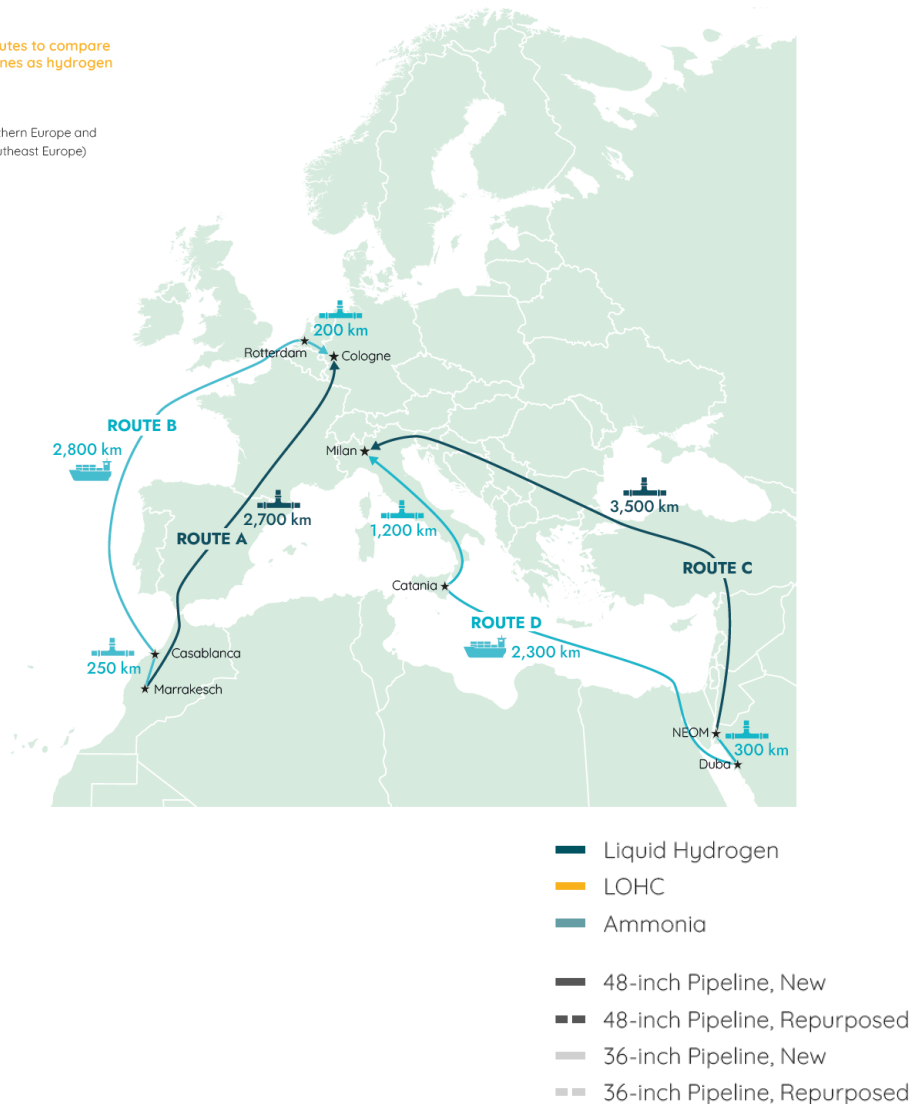 utes to compare
nes as hydrogen
thern Europe and
utheast Europe)
200 km
Rotterdam
Cologne
ROUTE B
2,800 km
Milan
3,500 km
2,700 km
1,200 km
ROUTE A
ROUTE C
Catania
ROUTE D
2,300 km
Casablanca
250 km
Marrakesch
NEOM
300 km
Duba
Liquid Hydrogen
LOHC
Ammonia
48-inch Pipeline, New
48-inch Pipeline, Repurposed
36-inch Pipeline, New
36-inch Pipeline, Repurposed